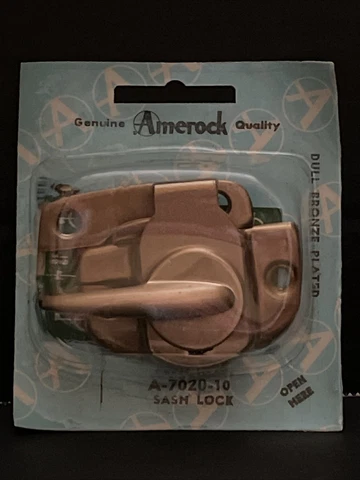 Genuine Amerock Quality
DULL BRONZE PLATED
A-7020-10
SASH LOCK
OPEN
HERE